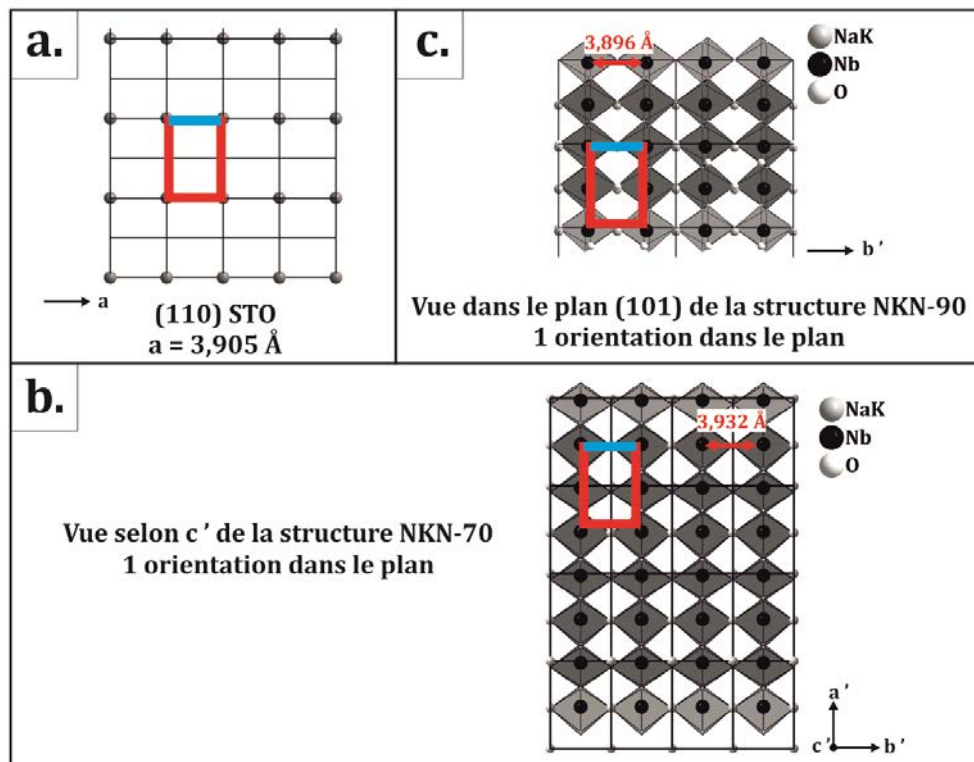 a.
a
(110) STO
a = 3,905 Å
c.
3,896 Å
NaK
Nb
O
b '
Vue dans le plan (101) de la structure NKN-90
1 orientation dans le plan
b.
3,932 Å
NaK
Nb
O
Vue selon c ' de la structure NKN-70
1 orientation dans le plan
a '
c '
b '